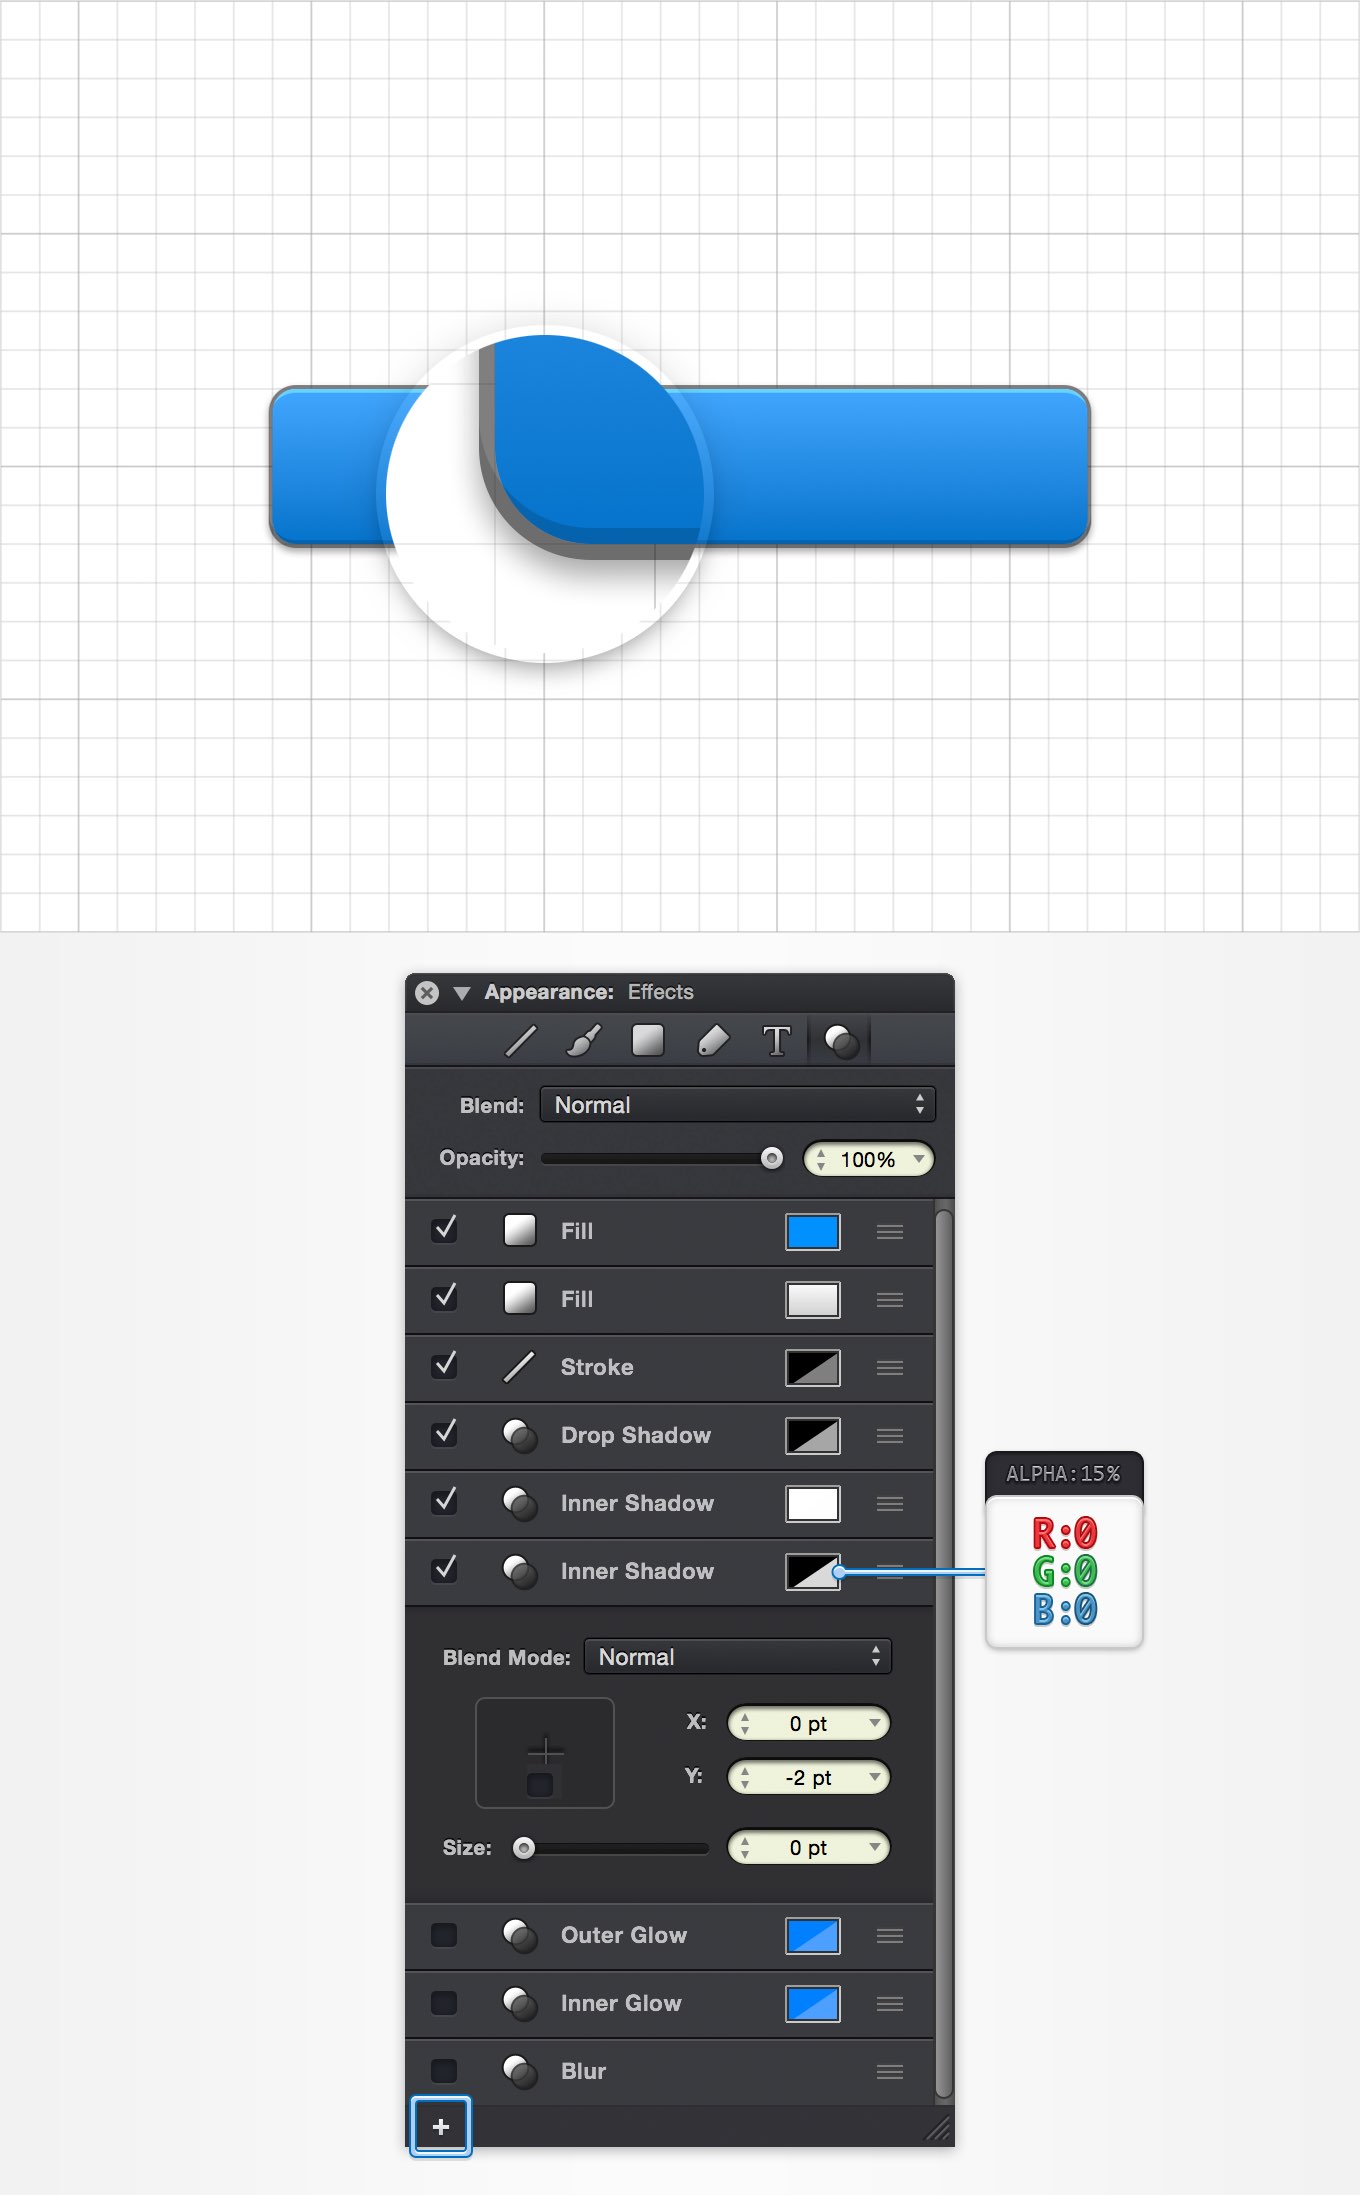 Appearance: Effects
T
Blend: Normal
Opacity: 100%
Fill
Fill
Stroke
Drop Shadow
Inner Shadow
Inner Shadow
ALPHA:15%
R:0
G:0
B:0
Blend Mode: Normal
X: 0 pt
Y: -2 pt
Size: 0 pt
Outer Glow
Inner Glow
Blur
+